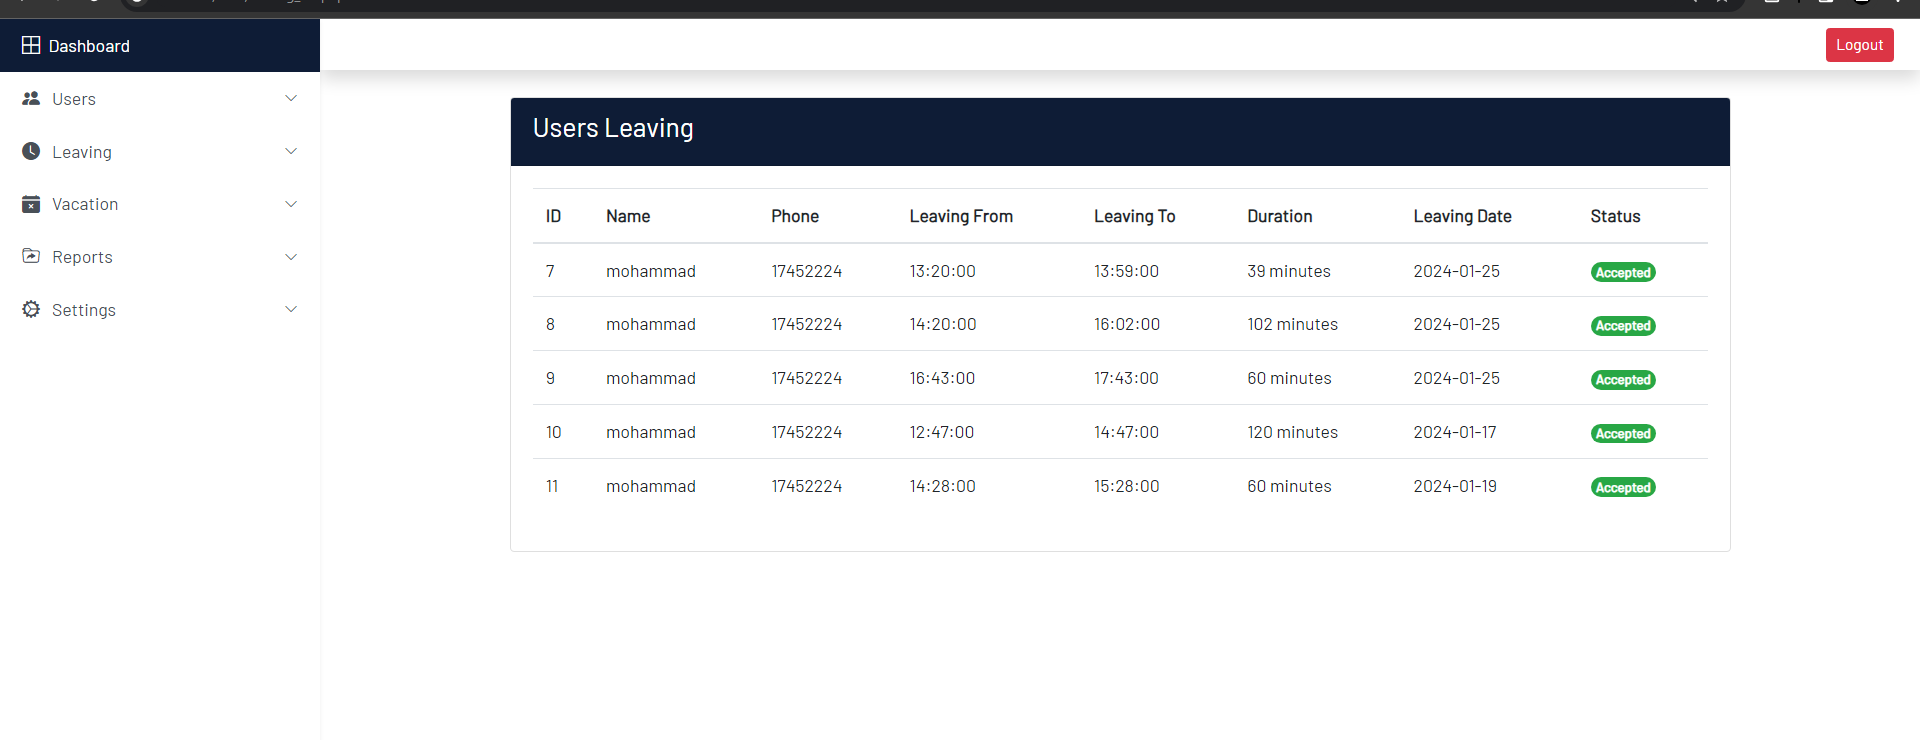 Dashboard
Logout
Users
Leaving
Vacation
Reports
Settings
Users Leaving
ID Name Phone Leaving From Leaving To Duration Leaving Date Status
7 mohammad 17452224 13:20:00 13:59:00 39 minutes 2024-01-25 Accepted
8 mohammad 17452224 14:20:00 16:02:00 102 minutes 2024-01-25 Accepted
9 mohammad 17452224 16:43:00 17:43:00 60 minutes 2024-01-25 Accepted
10 mohammad 17452224 12:47:00 14:47:00 120 minutes 2024-01-17 Accepted
11 mohammad 17452224 14:28:00 15:28:00 60 minutes 2024-01-19 Accepted